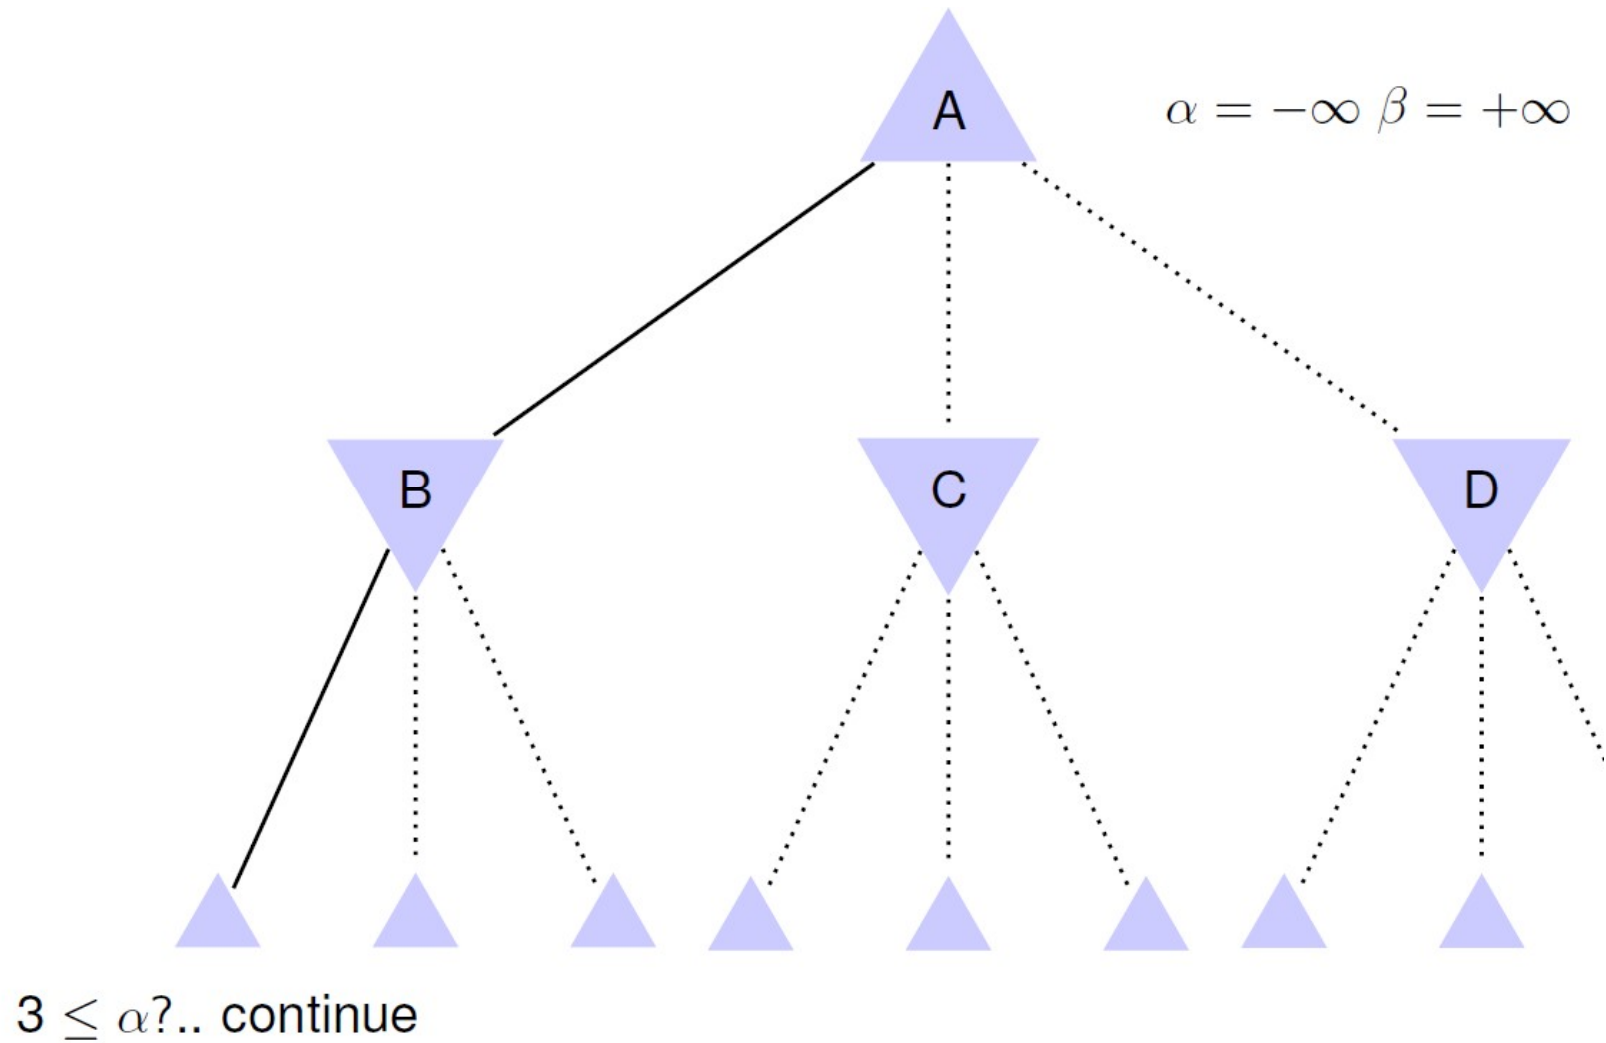 A
α = −∞ β = +∞
B
C
D
3 ≤ α?.. continue